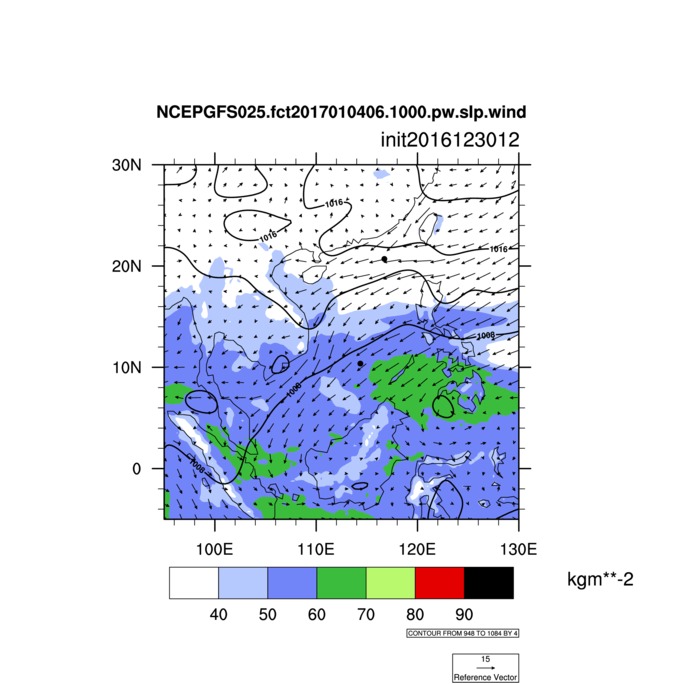 NCEPGFS025.fct2017010406.1000.pw.slp.wind
init2016123012
30N
20N
10N
0
1016
1016
1016
1008
1008
1008
100E 110E 120E 130E
kgm**-2
40 50 60 70 80 90
CONTOUR FROM 948 TO 1084 BY 4
15
Reference Vector